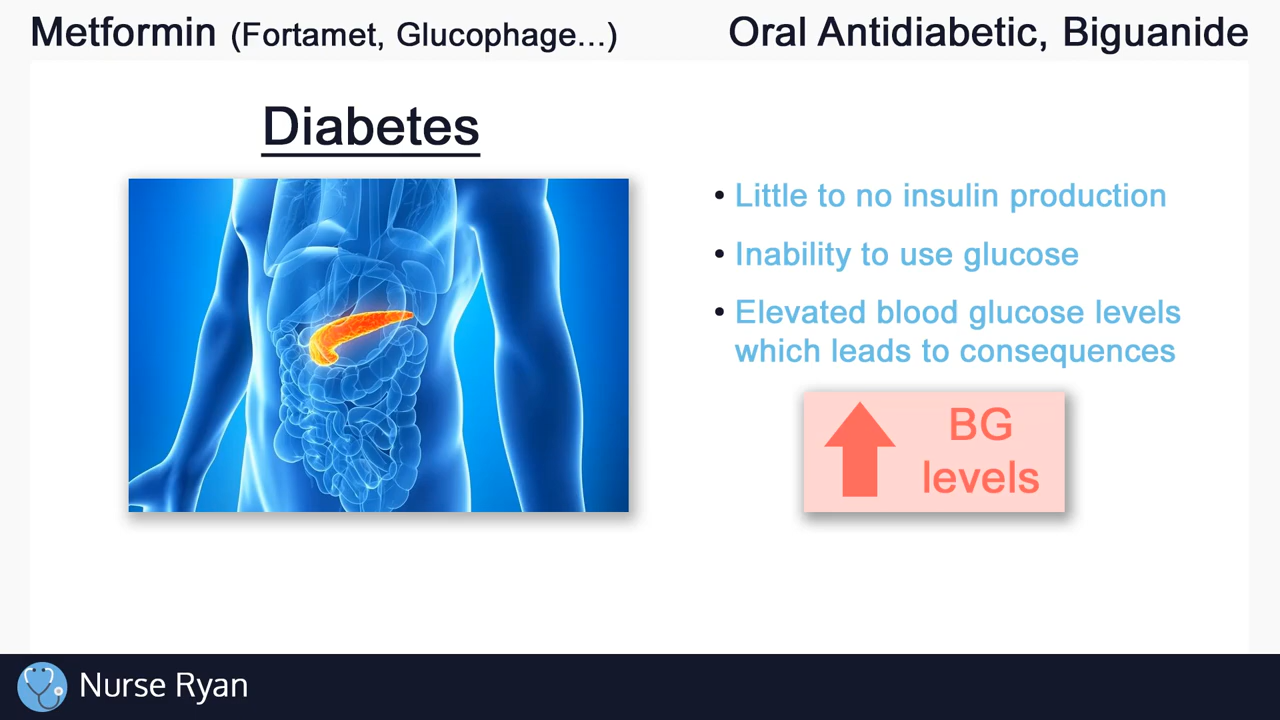 Metformin (Fortamet, Glucophage...)
Oral Antidiabetic, Biguanide
Diabetes
• Little to no insulin production
• Inability to use glucose
• Elevated blood glucose levels
which leads to consequences
BG
levels
Nurse Ryan